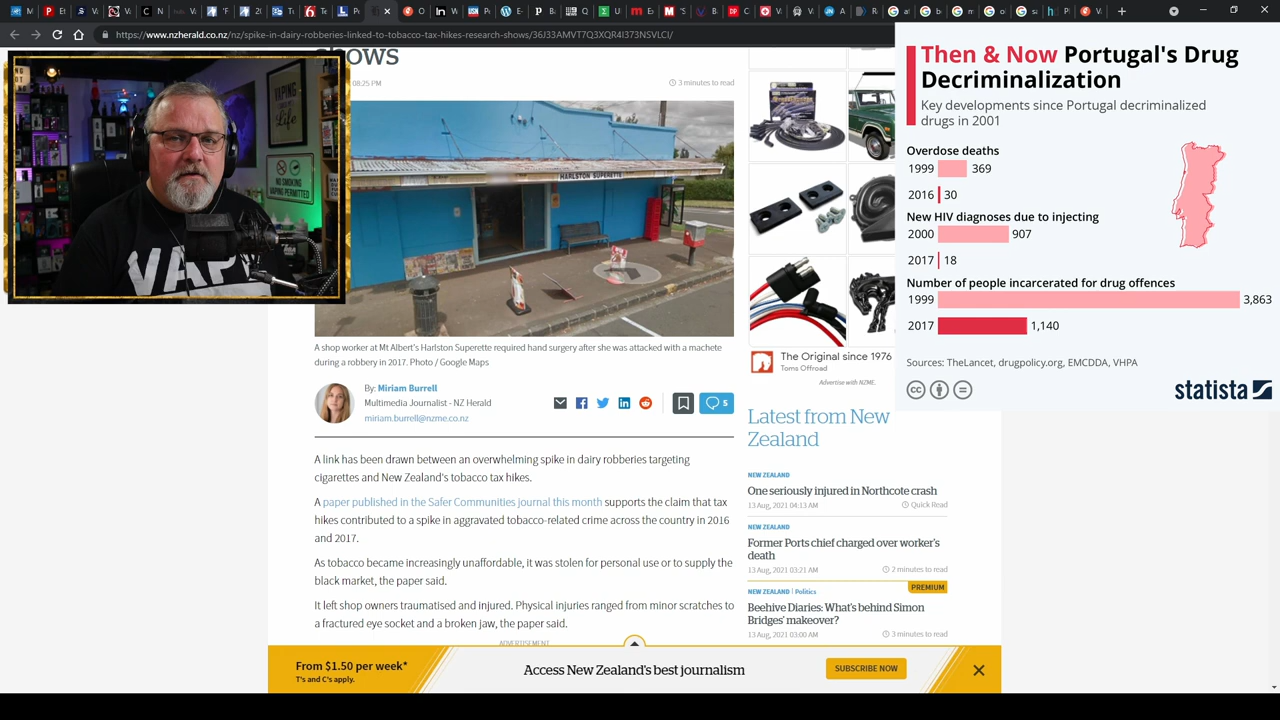 https://www.nzherald.co.nz/nz/spike-in-dairy-robberies-linked-to-tobacco-tax-hikes-research-shows/36J33AMVT7Q3XQR4I373NSVLCI/
shows
08:25 PM
3 minutes to read
HARLSTON SUPERETTE
VAPING
Life
NO SMOKING
VAPING PERMITTED
VAPE
A shop worker at Mt Albert's Harlston Superette required hand surgery after she was attacked with a machete
during a robbery in 2017. Photo / Google Maps
By: Miriam Burrell
Multimedia Journalist - NZ Herald
miriam.burrell@nzme.co.nz
5
A link has been drawn between an overwhelming spike in dairy robberies targeting
cigarettes and New Zealand's tobacco tax hikes.
A paper published in the Safer Communities journal this month supports the claim that tax
hikes contributed to a spike in aggravated tobacco-related crime across the country in 2016
and 2017.
As tobacco became increasingly unaffordable, it was stolen for personal use or to supply the
black market, the paper said.
It left shop owners traumatised and injured. Physical injuries ranged from minor scratches to
a fractured eye socket and a broken jaw, the paper said.
ADVERTISEMENT
The Original since 1976
Toms Offroad
Advertise with NZME.
Latest from New
Zealand
NEW ZEALAND
One seriously injured in Northcote crash
13 Aug, 2021 04:13 AM
Quick Read
NEW ZEALAND
Former Ports chief charged over worker's
death
13 Aug, 2021 03:21 AM
2 minutes to read
PREMIUM
NEW ZEALAND | Politics
Beehive Diaries: What's behind Simon
Bridges' makeover?
13 Aug, 2021 03:00 AM
3 minutes to read
Then & Now Portugal's Drug
Decriminalization
Key developments since Portugal decriminalized
drugs in 2001
Overdose deaths
1999 369
2016 30
New HIV diagnoses due to injecting
2000 907
2017 18
Number of people incarcerated for drug offences
1999 3,863
2017 1,140
Sources: TheLancet, drugpolicy.org, EMCDDA, VHPA
cc
statista
From $1.50 per week*
T's and C's apply.
Access New Zealand's best journalism
SUBSCRIBE NOW